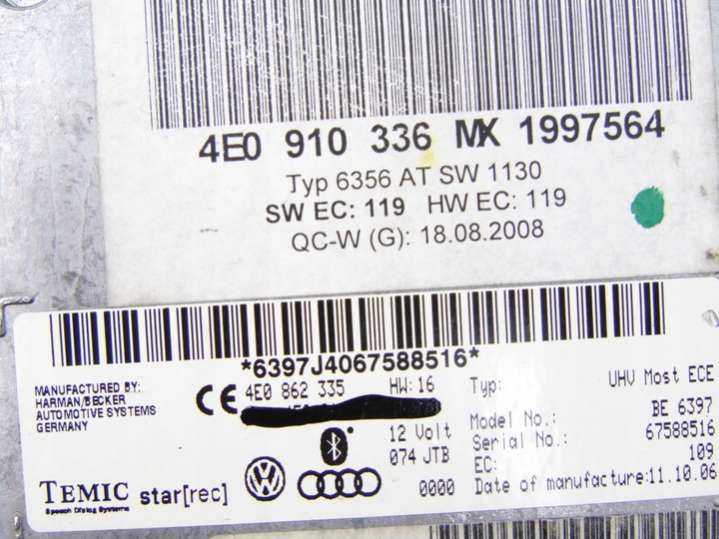 4E0 910 336 MX 1997564
Typ 6356 AT SW 1130
SW EC: 119 HW EC: 119
QC-W (G): 18.08.2008
*6397J4067588516*
MANUFACTURED BY:
HARMAN/BECKER
AUTOMOTIVE SYSTEMS
GERMANY
CE
4E0 862 335 HW: 16
12 Volt
074 JTB
0000
Typ: UHV Most ECE
Model No.: BE 6397
Serial No.: 67588516
EC: 109
Date of manufacture: 11.10.06
TEMIC
Speech Dialog Systems
star[rec]